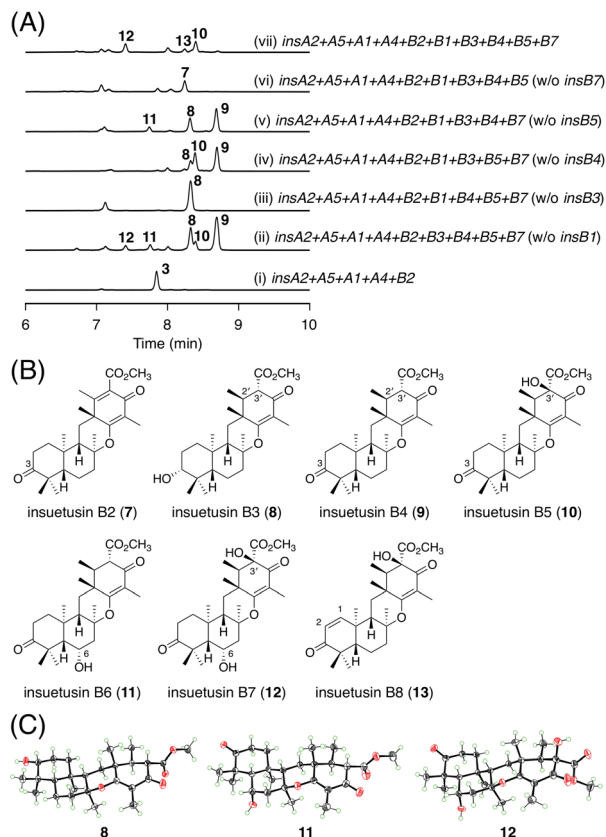 (A)
12
13 10
(vii) insA2+A5+A1+A4+B2+B1+B3+B4+B5+B7
7
(vi) insA2+A5+A1+A4+B2+B1+B3+B4+B5 (w/o insB7)
11 8 9
(v) insA2+A5+A1+A4+B2+B1+B3+B4+B7 (w/o insB5)
8 10 9
(iv) insA2+A5+A1+A4+B2+B1+B3+B5+B7 (w/o insB4)
8
(iii) insA2+A5+A1+A4+B2+B1+B4+B5+B7 (w/o insB3)
12 11 8 10 9
(ii) insA2+A5+A1+A4+B2+B3+B4+B5+B7 (w/o insB1)
3
(i) insA2+A5+A1+A4+B2
6 7 8 9 10
Time (min)
(B)
CO2CH3 O O H 3 O
insuetusin B2 (7)
CO2CH3 2′ 3′ O O H HO
insuetusin B3 (8)
CO2CH3 2′ 3′ O O H 3 O
insuetusin B4 (9)
HO CO2CH3 3′ O O H 3 O
insuetusin B5 (10)
CO2CH3 O O H 6 O OH
insuetusin B6 (11)
HO CO2CH3 3′ O O H 6 O OH
insuetusin B7 (12)
HO CO2CH3 O O 1 2 H O
insuetusin B8 (13)
(C)
8 11 12